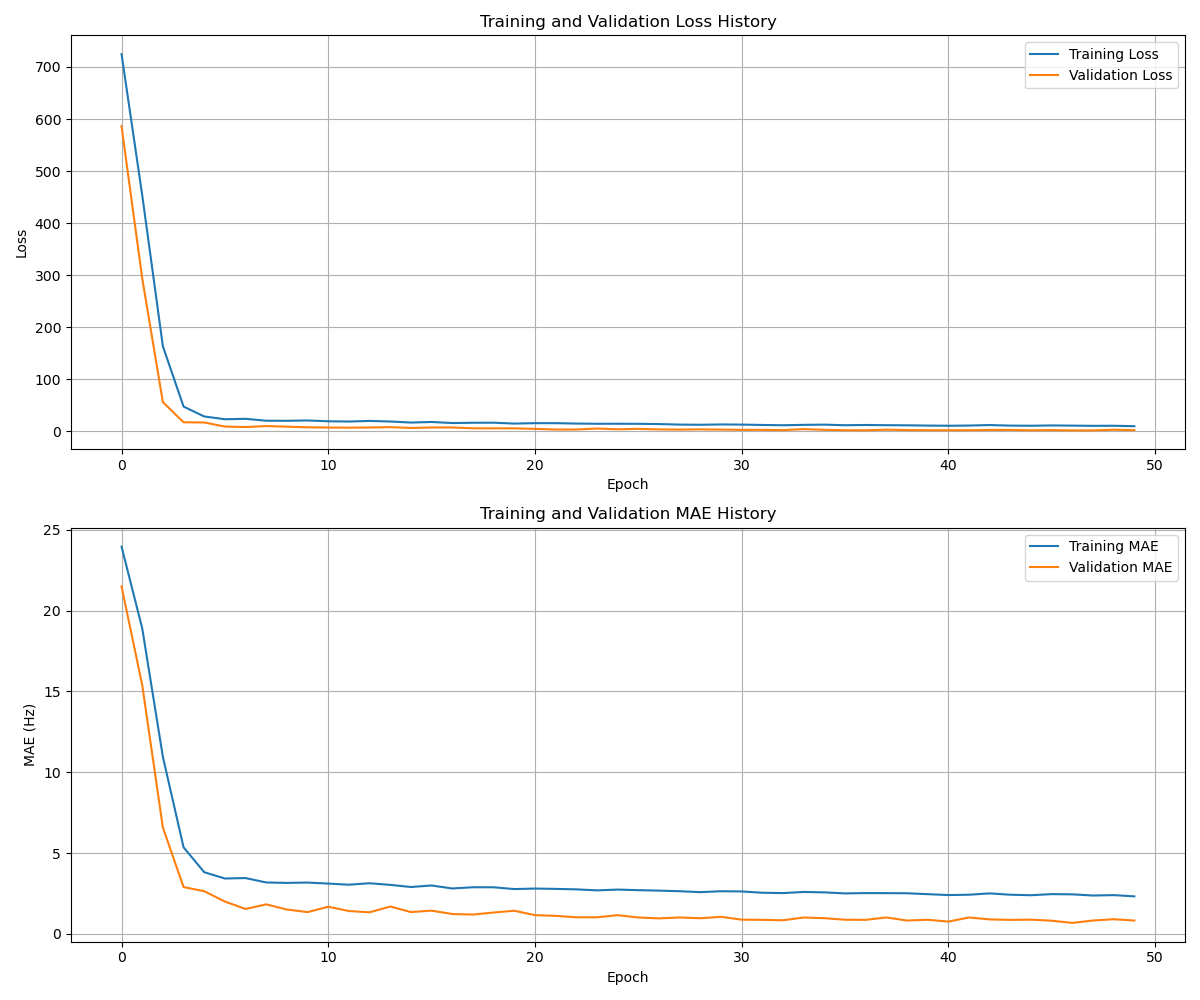 Training and Validation Loss History
Training Loss
Validation Loss
700
600
500
400
300
200
100
0
Loss
0 10 20 30 40 50
Epoch
Training and Validation MAE History
Training MAE
Validation MAE
25
20
15
10
5
0
MAE (Hz)
0 10 20 30 40 50
Epoch